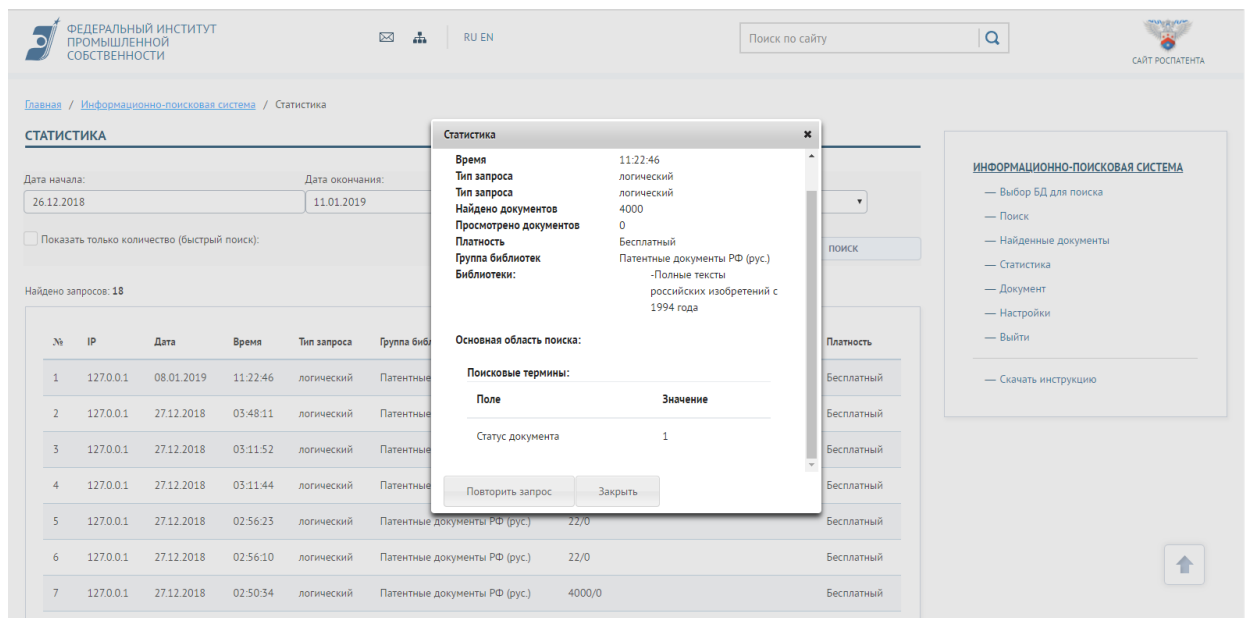 ФЕДЕРАЛЬНЫЙ ИНСТИТУТ
ПРОМЫШЛЕННОЙ
СОБСТВЕННОСТИ
RU EN
Поиск по сайту
САЙТ РОСПАТЕНТА
Главная / Информационно-поисковая система / Статистика
СТАТИСТИКА
Дата начала: Дата окончания:
26.12.2018 11.01.2019
Показать только количество (быстрый поиск):
ПОИСК
Найдено запросов: 18
№ IP Дата Время Тип запроса Платность
1 127.0.0.1 08.01.2019 11:22:46 логический Патентные Бесплатный
2 127.0.0.1 27.12.2018 03:48:11 логический Патентные Бесплатный
3 127.0.0.1 27.12.2018 03:11:52 логический Патентные Бесплатный
4 127.0.0.1 27.12.2018 03:11:44 логический Патентные Бесплатный
5 127.0.0.1 27.12.2018 02:56:23 логический Патентные документы РФ (рус.) 22/0 Бесплатный
6 127.0.0.1 27.12.2018 02:56:10 логический Патентные документы РФ (рус.) 22/0 Бесплатный
7 127.0.0.1 27.12.2018 02:50:34 логический Патентные документы РФ (рус.) 4000/0 Бесплатный
Статистика
Время 11:22:46
Тип запроса логический
Тип запроса логический
Найдено документов 4000
Просмотрено документов 0
Платность Бесплатный
Группа библиотек Патентные документы РФ (рус.)
Библиотеки: -Полные тексты
российских изобретений с
1994 года
Основная область поиска:
Поисковые термины:
Поле Значение
Статус документа 1
Повторить запрос Закрыть
ИНФОРМАЦИОННО-ПОИСКОВАЯ СИСТЕМА
— Выбор БД для поиска
— Поиск
— Найденные документы
— Статистика
— Документ
— Настройки
— Выйти
— Скачать инструкцию